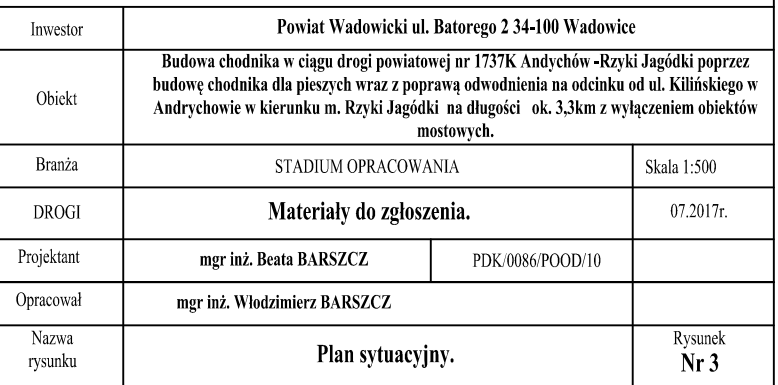 Inwestor
Powiat Wadowicki ul. Batorego 2 34-100 Wadowice
Obiekt
Budowa chodnika w ciągu drogi powiatowej nr 1737K Andychów -Rzyki Jagódki poprzez
budowę chodnika dla pieszych wraz z poprawą odwodnienia na odcinku od ul. Kilińskiego w
Andrychowie w kierunku m. Rzyki Jagódki na długości ok. 3,3km z wyłączeniem obiektów
mostowych.
Branża
STADIUM OPRACOWANIA
Skala 1:500
DROGI
Materiały do zgłoszenia.
07.2017r.
Projektant
mgr inż. Beata BARSZCZ
PDK/0086/POOD/10
Opracował
mgr inż. Włodzimierz BARSZCZ
Nazwa
rysunku
Plan sytuacyjny.
Rysunek
Nr 3